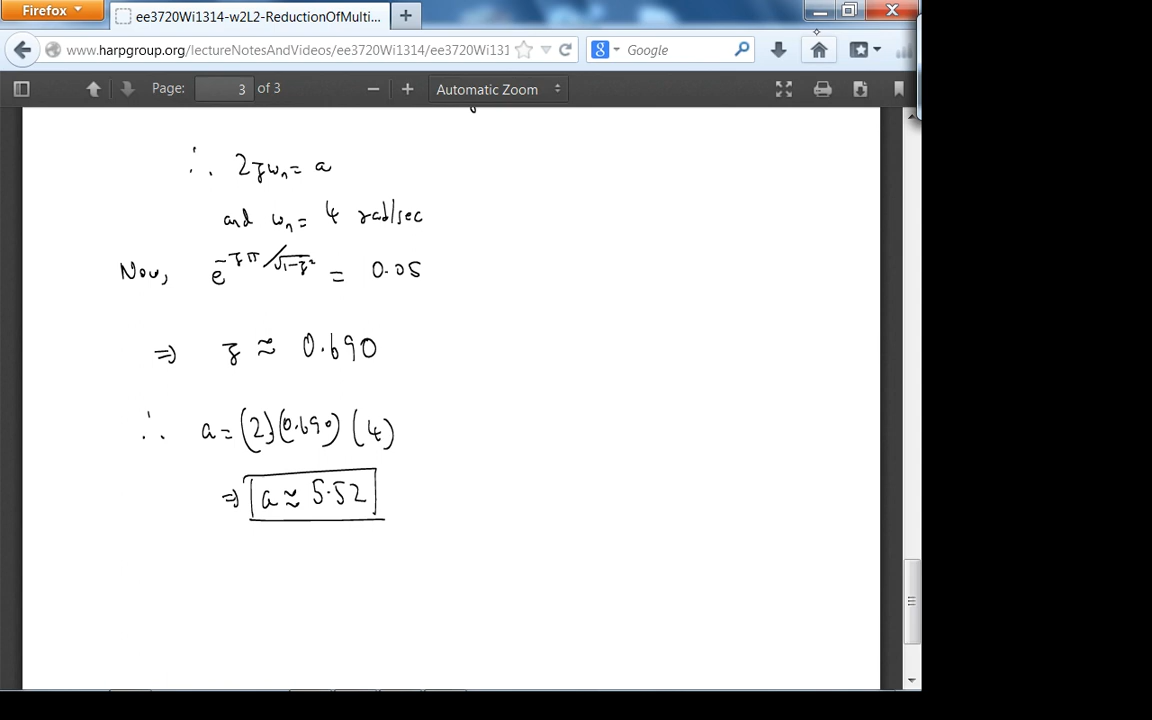 Firefox
ee3720Wi1314-w2L2-ReductionOfMulti...
www.harpgroup.org/lectureNotesAndVideos/ee3720Wi1314/ee3720Wi131
Google
Page: 3 of 3
Automatic Zoom
∴ 2ζωₙ = a
and ωₙ = 4 rad/sec
Now, e^(-ζπ/√(1-ζ²)) = 0.05
⇒ ζ ≈ 0.690
∴ a = (2)(0.690)(4)
⇒ a ≈ 5.52